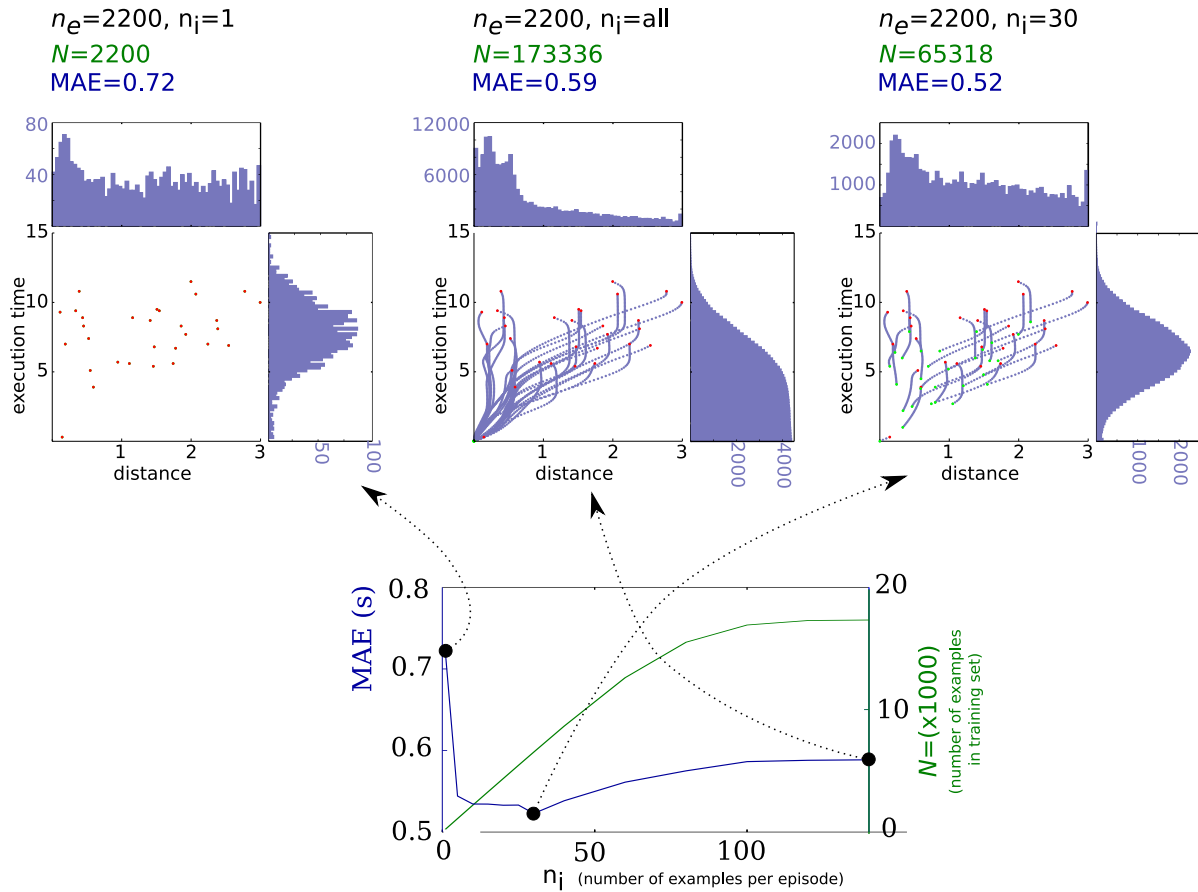 n_e=2200, n_i=1
N=2200
MAE=0.72
n_e=2200, n_i=all
N=173336
MAE=0.59
n_e=2200, n_i=30
N=65318
MAE=0.52
80
40
15
10
5
execution time
1 2 3
distance
50 100
12000
6000
15
10
5
execution time
0
1 2 3
distance
2000 4000
2000
1000
15
10
5
execution time
1 2 3
distance
1000 2000
0.8
0.7
0.6
0.5
MAE (s)
20
10
0
N=(x1000)
(number of examples
in training set)
0 50 100
n_i (number of examples per episode)